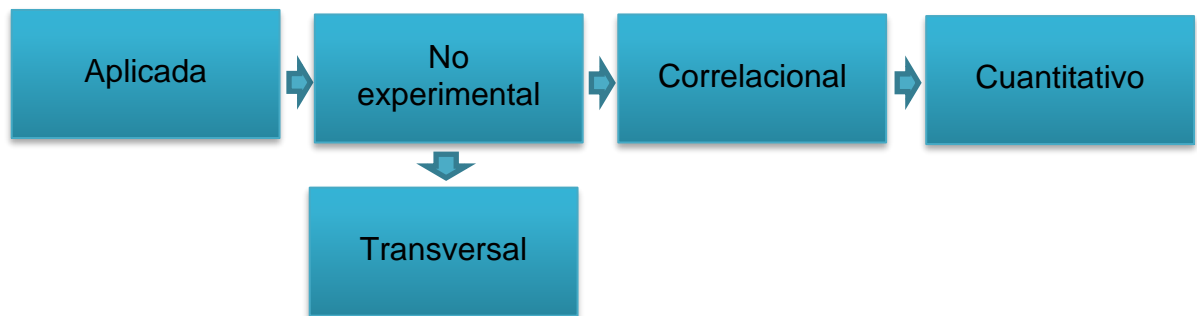 Aplicada
No
experimental
Correlacional
Cuantitativo
Transversal